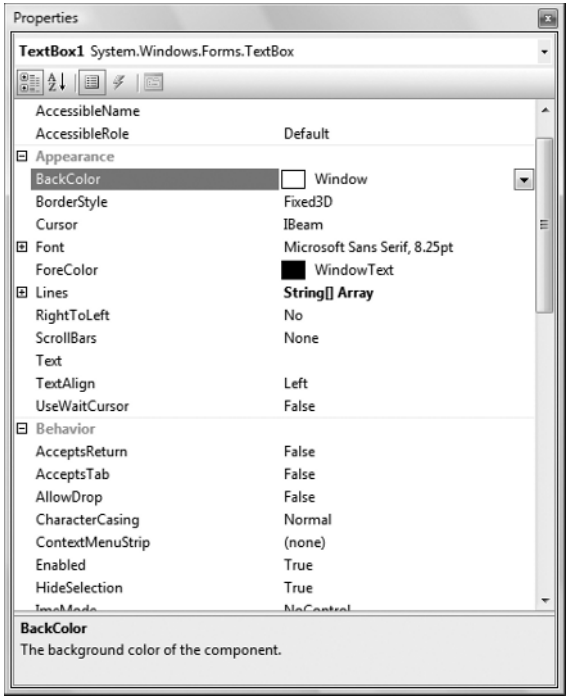 Properties
TextBox1 System.Windows.Forms.TextBox
AccessibleName
AccessibleRole Default
Appearance
BackColor Window
BorderStyle Fixed3D
Cursor IBeam
Font Microsoft Sans Serif, 8.25pt
ForeColor WindowText
Lines String[] Array
RightToLeft No
ScrollBars None
Text
TextAlign Left
UseWaitCursor False
Behavior
AcceptsReturn False
AcceptsTab False
AllowDrop False
CharacterCasing Normal
ContextMenuStrip (none)
Enabled True
HideSelection True
ImeMode NoControl
BackColor
The background color of the component.